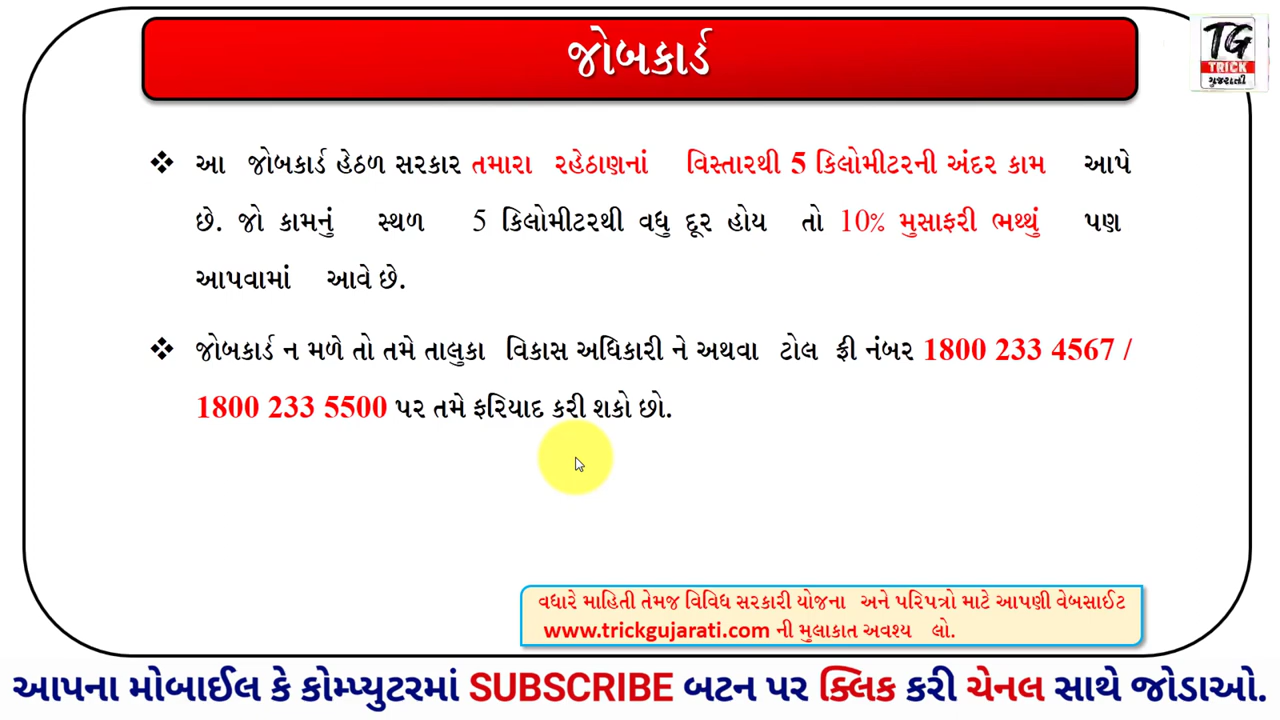 જોબકાર્ડ
TG
TRICK
ગુજરાતી
❖ આ જોબકાર્ડ હેઠળ સરકાર તમારા રહેઠાણનાં વિસ્તારથી 5 કિલોમીટરની અંદર કામ આપે
છે. જો કામનું સ્થળ 5 કિલોમીટરથી વધુ દૂર હોય તો 10% મુસાફરી ભથ્થું પણ
આપવામાં આવે છે.
❖ જોબકાર્ડ ન મળે તો તમે તાલુકા વિકાસ અધિકારી ને અથવા ટોલ ફ્રી નંબર 1800 233 4567 /
1800 233 5500 પર તમે ફરિયાદ કરી શકો છો.
વધારે માહિતી તેમજ વિવિધ સરકારી યોજના અને પરિપત્રો માટે આપણી વેબસાઈટ
www.trickgujarati.com ની મુલાકાત અવશ્ય લો.
આપના મોબાઈલ કે કોમ્પ્યુટરમાં SUBSCRIBE બટન પર ક્લિક કરી ચેનલ સાથે જોડાઓ.